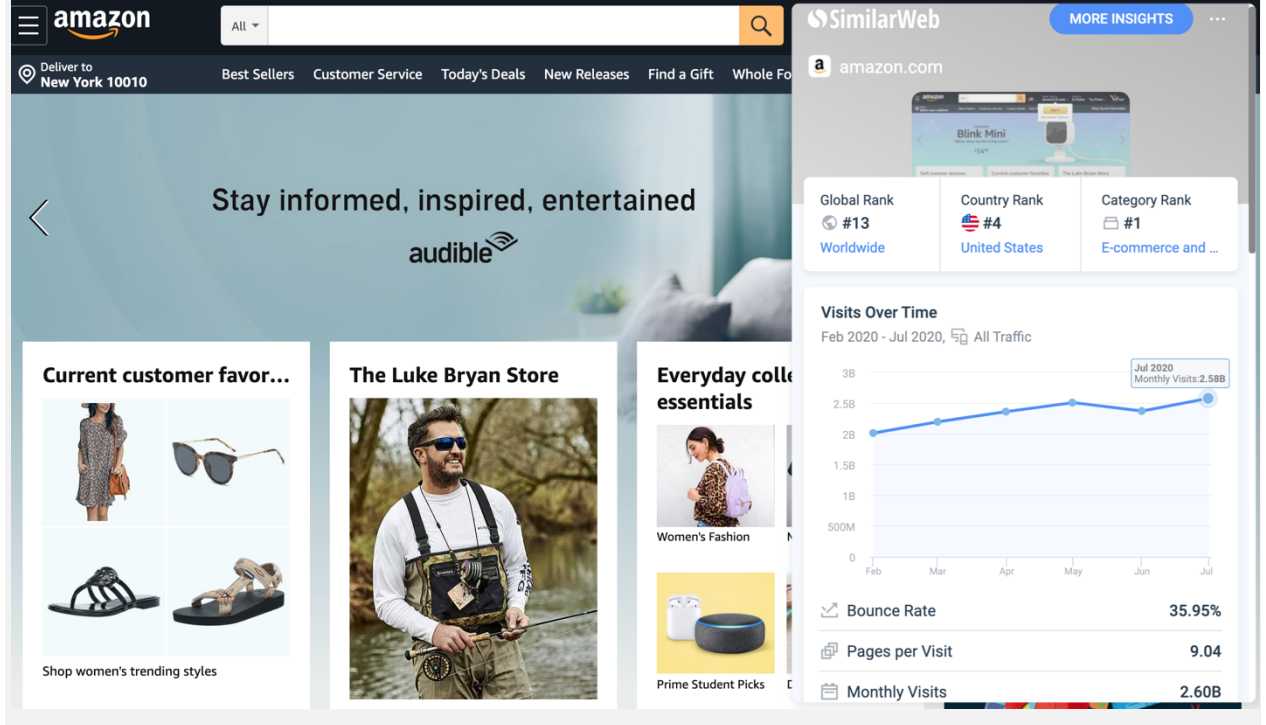 amazon
All
Deliver to
New York 10010
Best Sellers Customer Service Today's Deals New Releases Find a Gift Whole Fo
Stay informed, inspired, entertained
audible
Current customer favor...
Shop women's trending styles
The Luke Bryan Store
Everyday colle
essentials
Women's Fashion
Prime Student Picks
SimilarWeb
MORE INSIGHTS
amazon.com
amazon
Blink Mini
Global Rank
#13
Worldwide
Country Rank
#4
United States
Category Rank
#1
E-commerce and ...
Visits Over Time
Feb 2020 - Jul 2020, All Traffic
Jul 2020
Monthly Visits:2.58B
3B
2.5B
2B
1.5B
1B
500M
0
Feb Mar Apr May Jun Jul
Bounce Rate 35.95%
Pages per Visit 9.04
Monthly Visits 2.60B